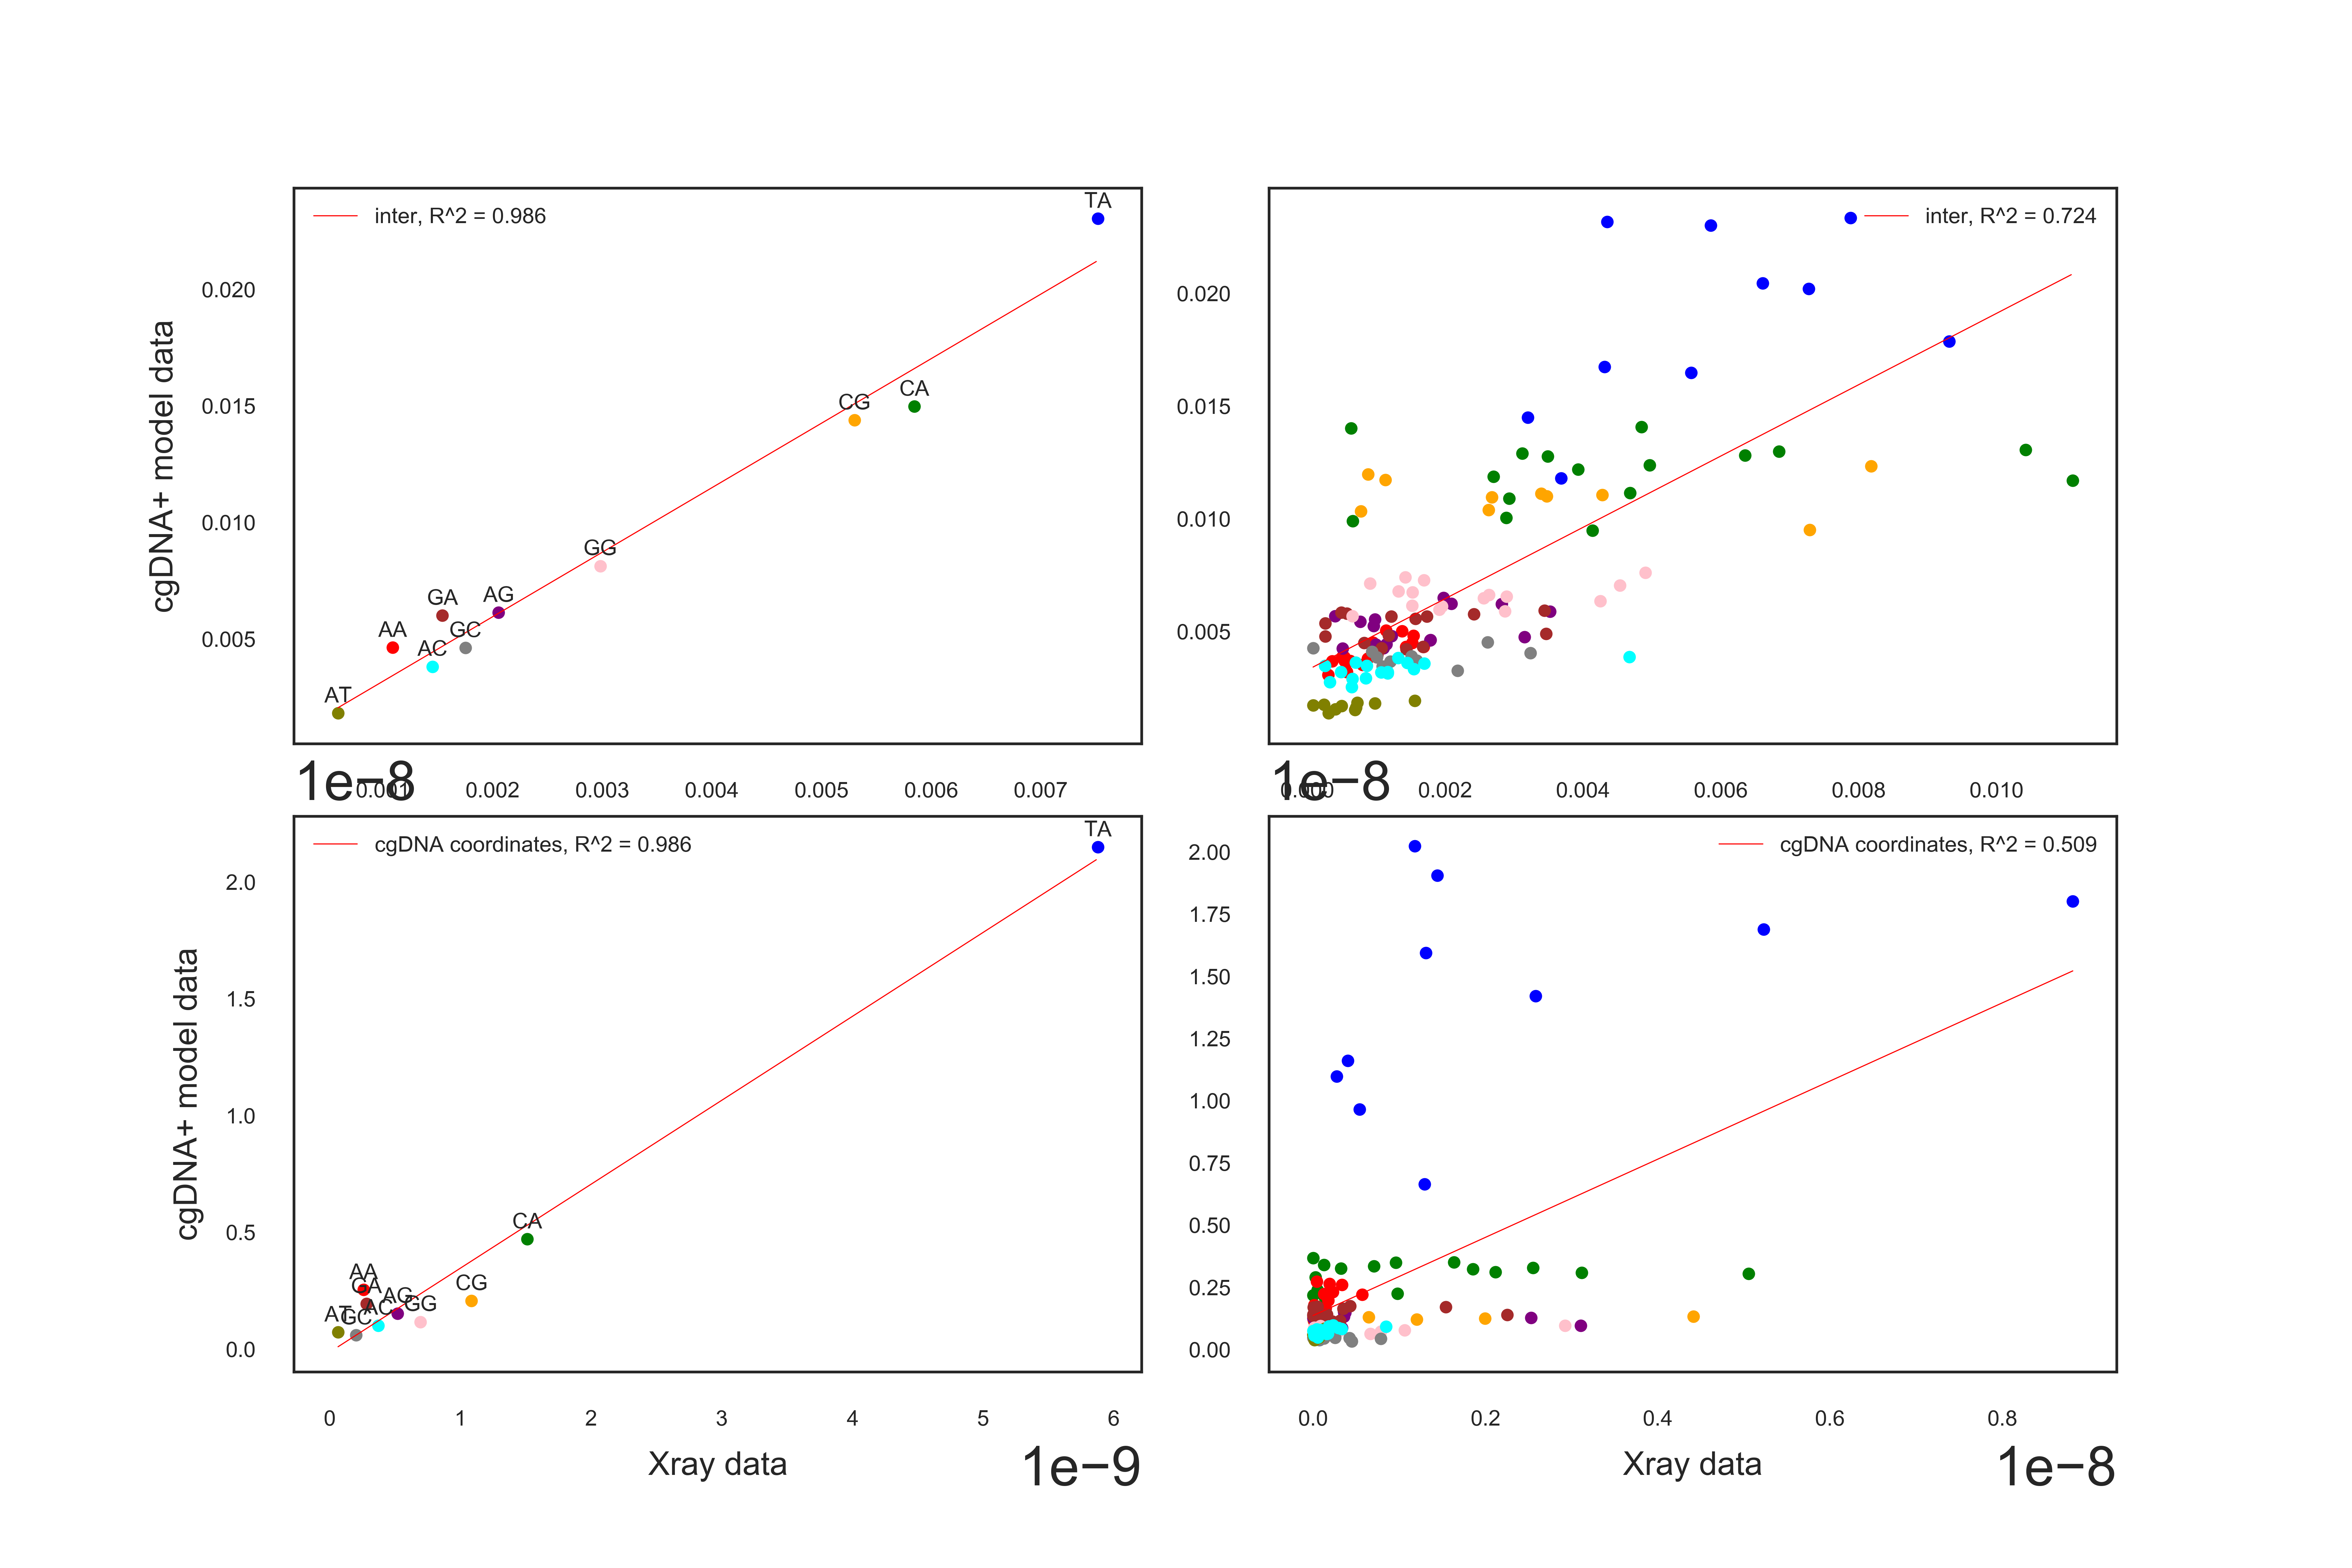 TA
inter, R^2 = 0.986
inter, R^2 = 0.724
0.020
0.015
0.010
0.005
cgDNA+ model data
CA
CG
GG
GA
AG
AA
GC
AC
AT
0.020
0.015
0.010
0.005
1e−8
0.001
0.002
0.003
0.004
0.005
0.006
0.007
1e−8
0.000
0.002
0.004
0.006
0.008
0.010
TA
cgDNA coordinates, R^2 = 0.986
cgDNA coordinates, R^2 = 0.509
2.0
1.5
1.0
0.5
0.0
cgDNA+ model data
CA
AA
GA
CG
AG
GG
AC
AT
GC
2.00
1.75
1.50
1.25
1.00
0.75
0.50
0.25
0.00
0
1
2
3
4
5
6
0.0
0.2
0.4
0.6
0.8
Xray data
1e−9
Xray data
1e−8